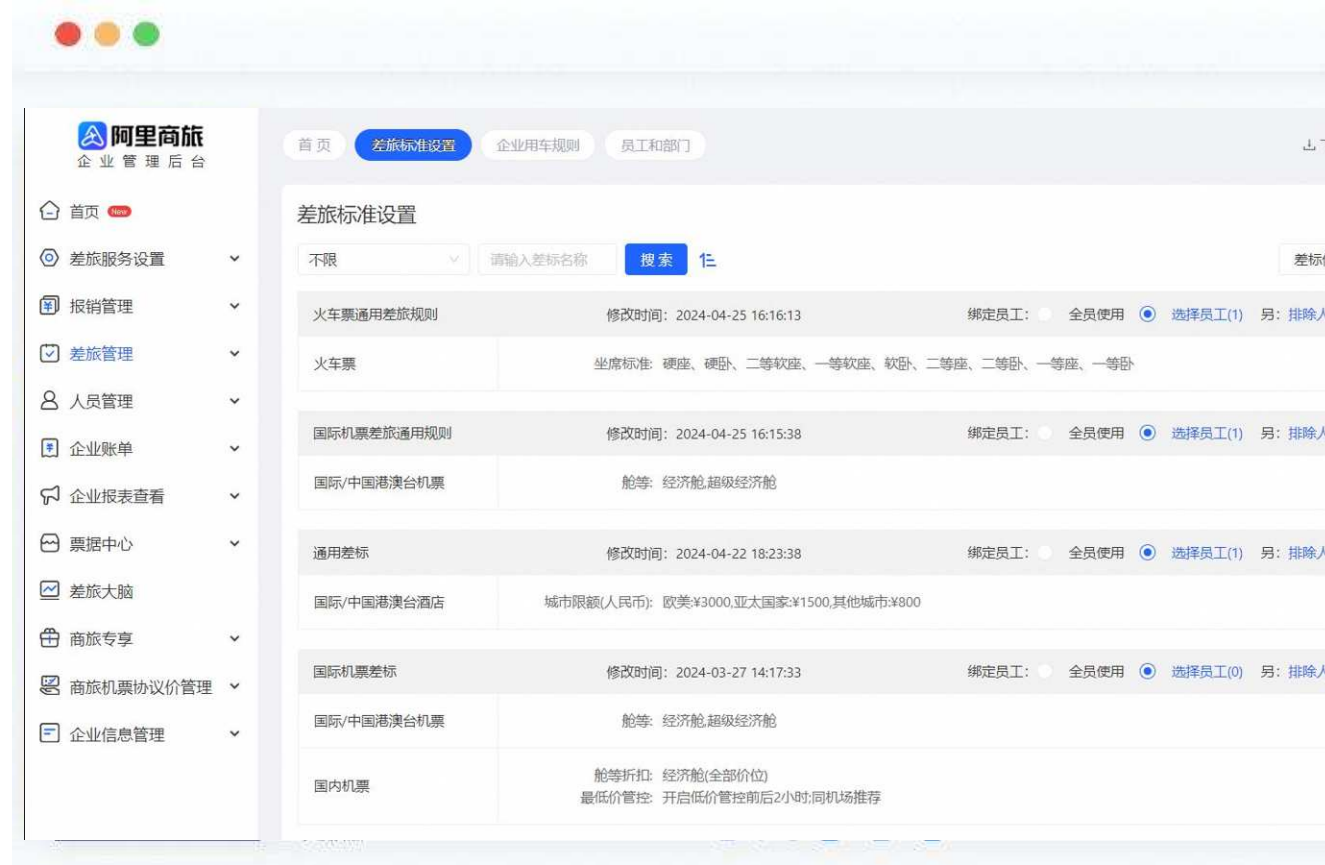 阿里商旅
企业管理后台
首页 差旅标准设置 企业用车规则 员工和部门
首页 New
差旅服务设置
报销管理
差旅管理
人员管理
企业账单
企业报表查看
票据中心
差旅大脑
商旅专享
商旅机票协议价管理
企业信息管理
差旅标准设置
不限 请输入差标名称 搜索 差标
火车票通用差旅规则 修改时间: 2024-04-25 16:16:13 绑定员工: 全员使用 选择员工(1) 另: 排除
火车票 坐席标准: 硬座、硬卧、二等软座、一等软座、软卧、二等座、二等卧、一等座、一等卧
国际机票差旅通用规则 修改时间: 2024-04-25 16:15:38 绑定员工: 全员使用 选择员工(1) 另: 排除
国际/中国港澳台机票 舱等: 经济舱,超级经济舱
通用差标 修改时间: 2024-04-22 18:23:38 绑定员工: 全员使用 选择员工(1) 另: 排除
国际/中国港澳台酒店 城市限额(人民币): 欧美:¥3000,亚太国家:¥1500,其他城市:¥800
国际机票差标 修改时间: 2024-03-27 14:17:33 绑定员工: 全员使用 选择员工(0) 另: 排除
国际/中国港澳台机票 舱等: 经济舱,超级经济舱
国内机票
舱等折扣: 经济舱(全部价位)
最低价管控: 开启低价管控前后2小时;同机场推荐